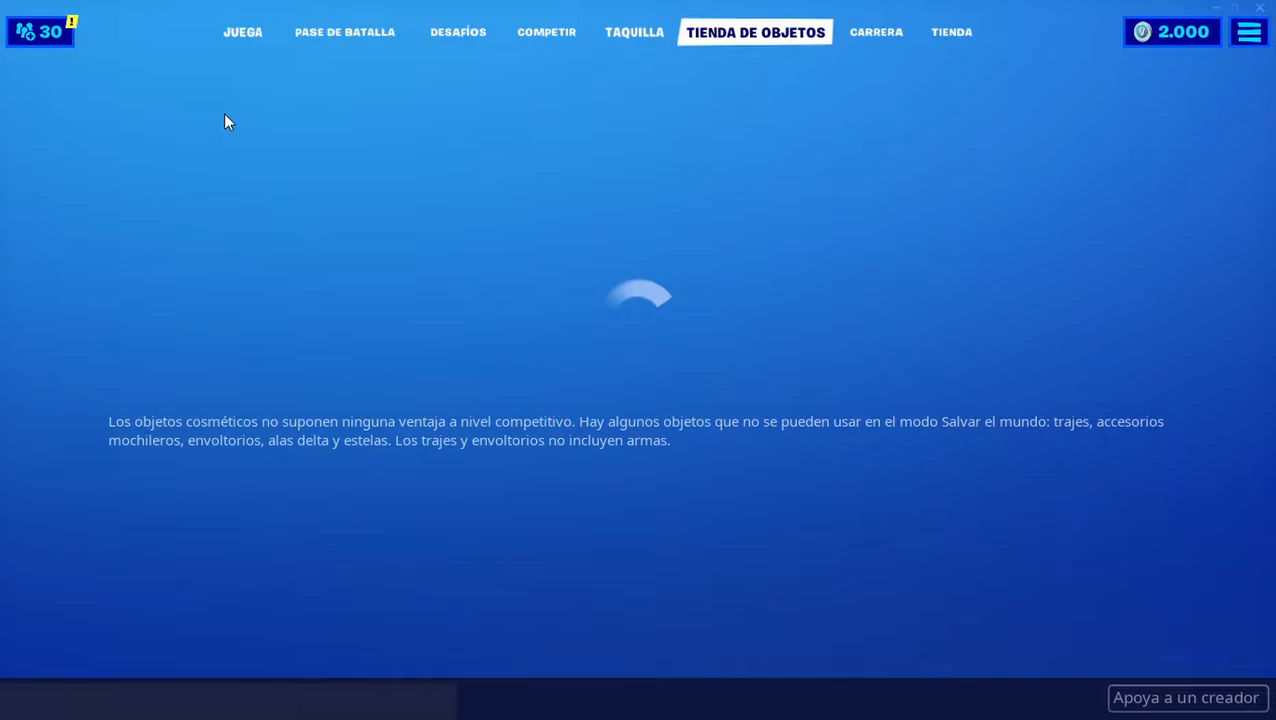 30 !
JUEGA PASE DE BATALLA DESAFÍOS COMPETIR TAQUILLA TIENDA DE OBJETOS CARRERA TIENDA
V 2.000
Los objetos cosméticos no suponen ninguna ventaja a nivel competitivo. Hay algunos objetos que no se pueden usar en el modo Salvar el mundo: trajes, accesorios
mochileros, envoltorios, alas delta y estelas. Los trajes y envoltorios no incluyen armas.
Apoya a un creador